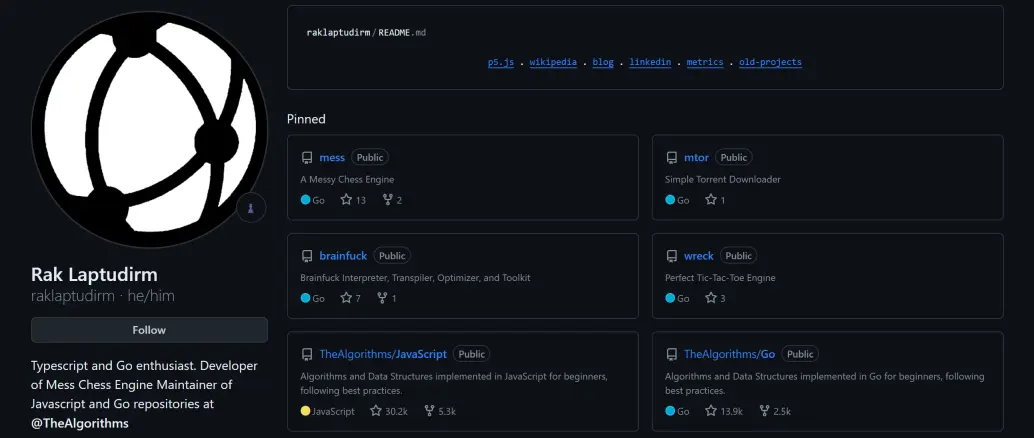 raklaptudirm/README.md
p5.js . wikipedia . blog . linkedin . metrics . old-projects
Rak Laptudirm
raklaptudirm · he/him
Follow
Typescript and Go enthusiast. Developer
of Mess Chess Engine Maintainer of
Javascript and Go repositories at
@TheAlgorithms
Pinned
mess Public
A Messy Chess Engine
Go 13 2
mtor Public
Simple Torrent Downloader
Go 1
brainfuck Public
Brainfuck Interpreter, Transpiler, Optimizer, and Toolkit
Go 7 1
wreck Public
Perfect Tic-Tac-Toe Engine
Go 3
TheAlgorithms/JavaScript Public
Algorithms and Data Structures implemented in JavaScript for beginners,
following best practices.
JavaScript 30.2k 5.3k
TheAlgorithms/Go Public
Algorithms and Data Structures implemented in Go for beginners, following
best practices.
Go 13.9k 2.5k